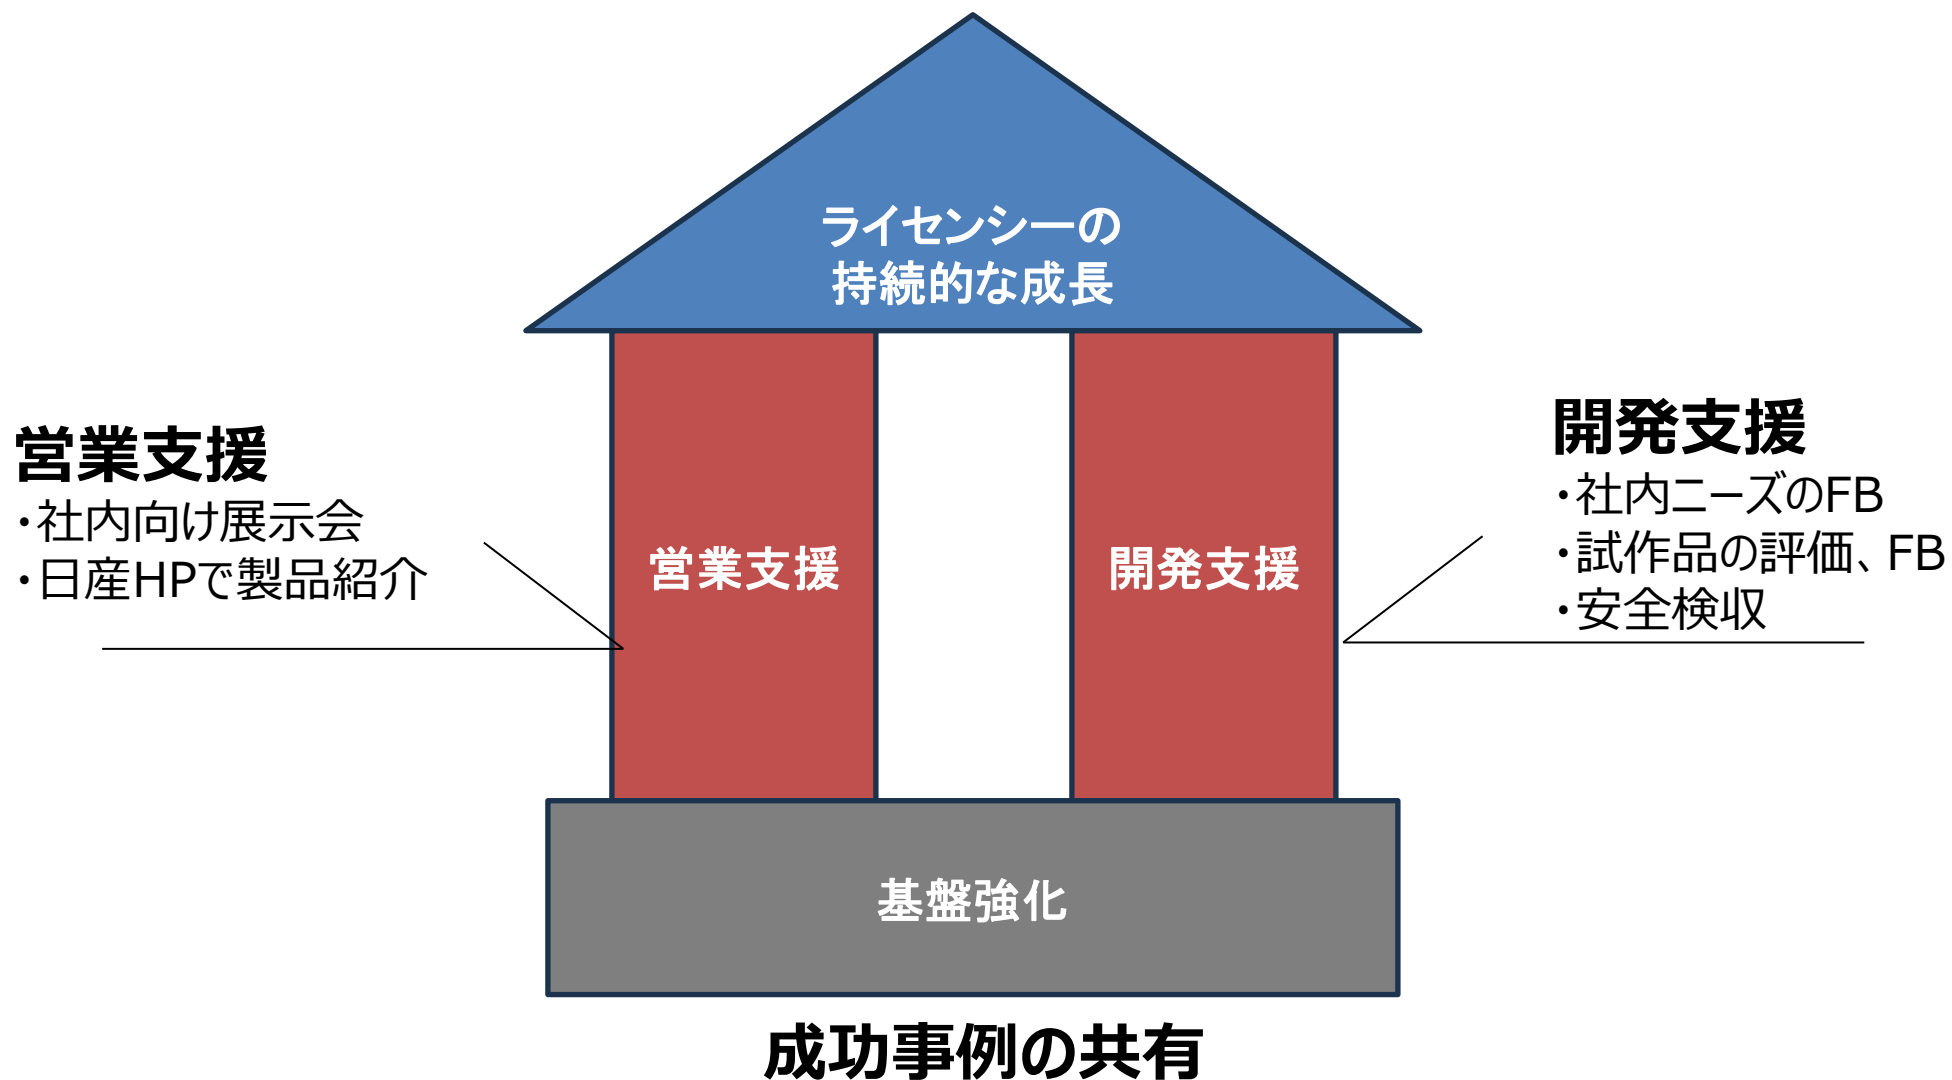 ライセンシーの
持続的な成長
営業支援
・社内向け展示会
・日産HPで製品紹介
営業支援
開発支援
開発支援
・社内ニーズのFB
・試作品の評価、FB
・安全検収
基盤強化
成功事例の共有